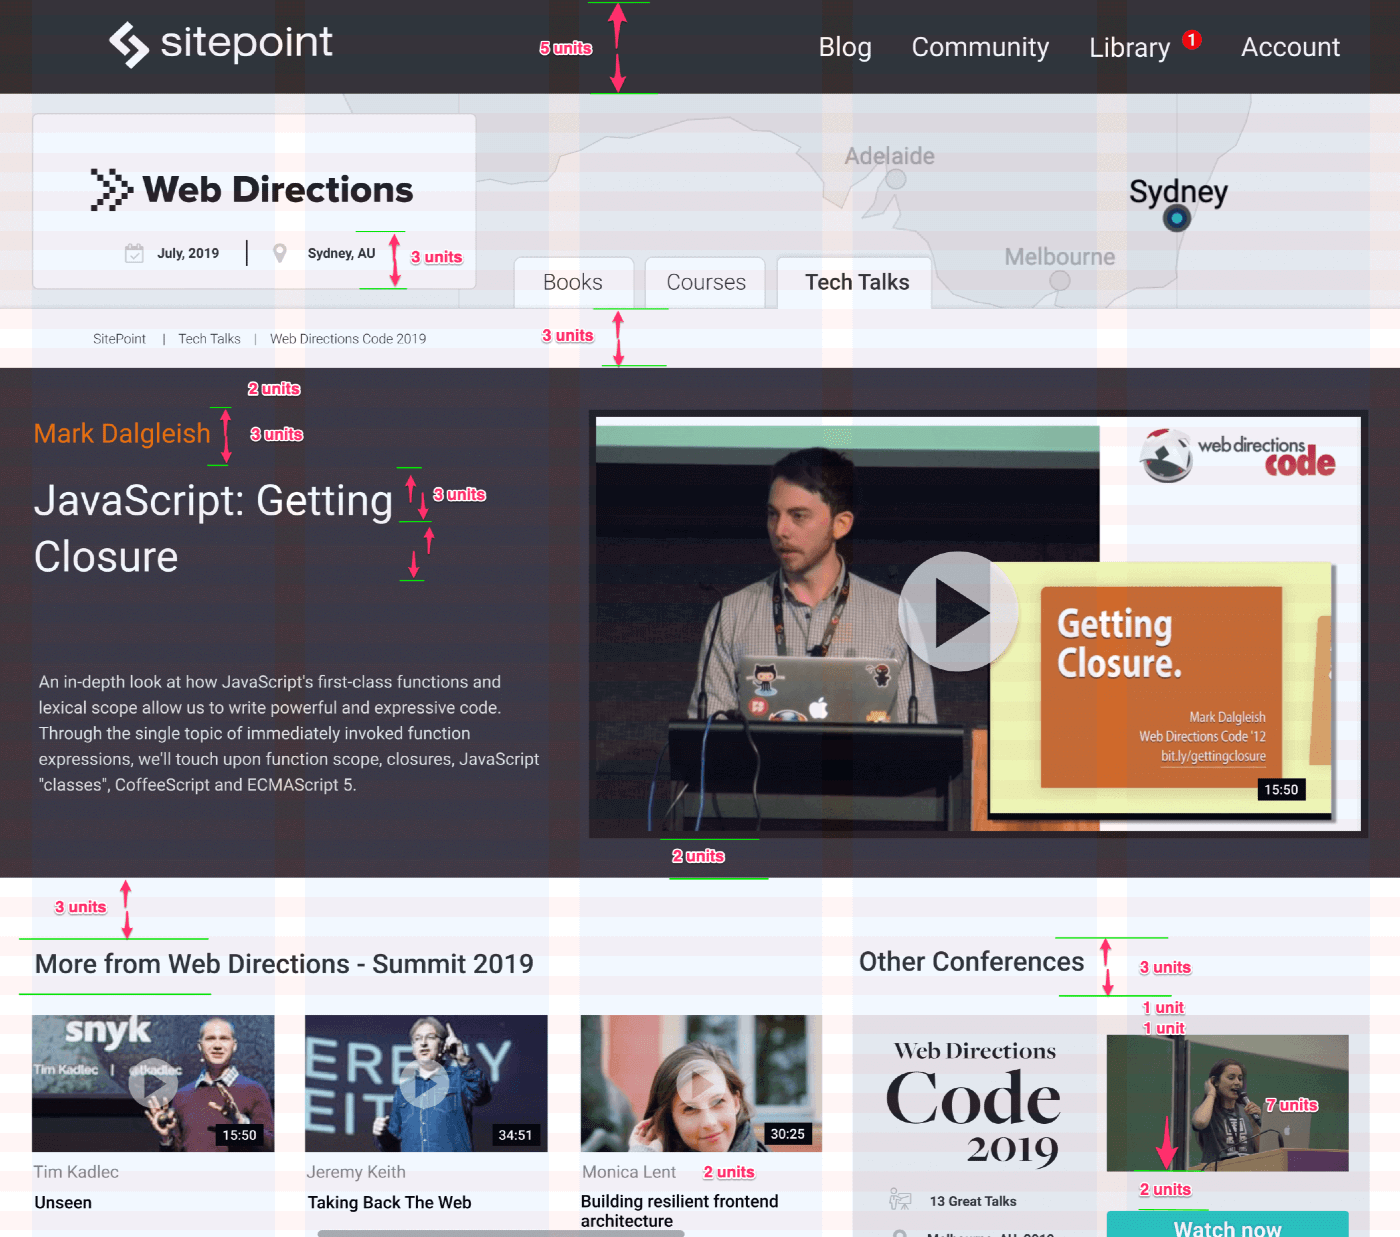 sitepoint
5 units
Blog
Community
Library
1
Account
Adelaide
Sydney
Melbourne
Web Directions
July, 2019
Sydney, AU
3 units
Books
Courses
Tech Talks
SitePoint | Tech Talks | Web Directions Code 2019
3 units
2 units
Mark Dalgleish
3 units
JavaScript: Getting
3 units
Closure
An in-depth look at how JavaScript's first-class functions and
lexical scope allow us to write powerful and expressive code.
Through the single topic of immediately invoked function
expressions, we'll touch upon function scope, closures, JavaScript
"classes", CoffeeScript and ECMAScript 5.
web directions
code
Getting
Closure.
Mark Dalgleish
Web Directions Code '12
bit.ly/gettingclosure
15:50
2 units
3 units
More from Web Directions - Summit 2019
snyk
Tim Kadlec | @tkadlec
15:50
Tim Kadlec
Unseen
34:51
Jeremy Keith
Taking Back The Web
30:25
Monica Lent
2 units
Building resilient frontend
architecture
Other Conferences
3 units
1 unit
1 unit
Web Directions
Code
2019
7 units
2 units
13 Great Talks
Watch now